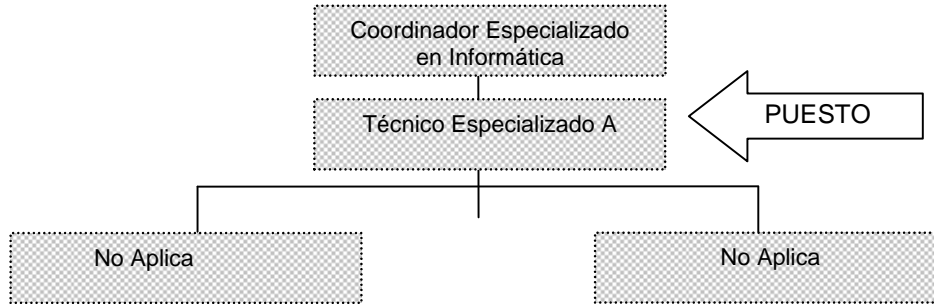 Coordinador Especializado
en Informática
Técnico Especializado A
PUESTO
No Aplica
No Aplica